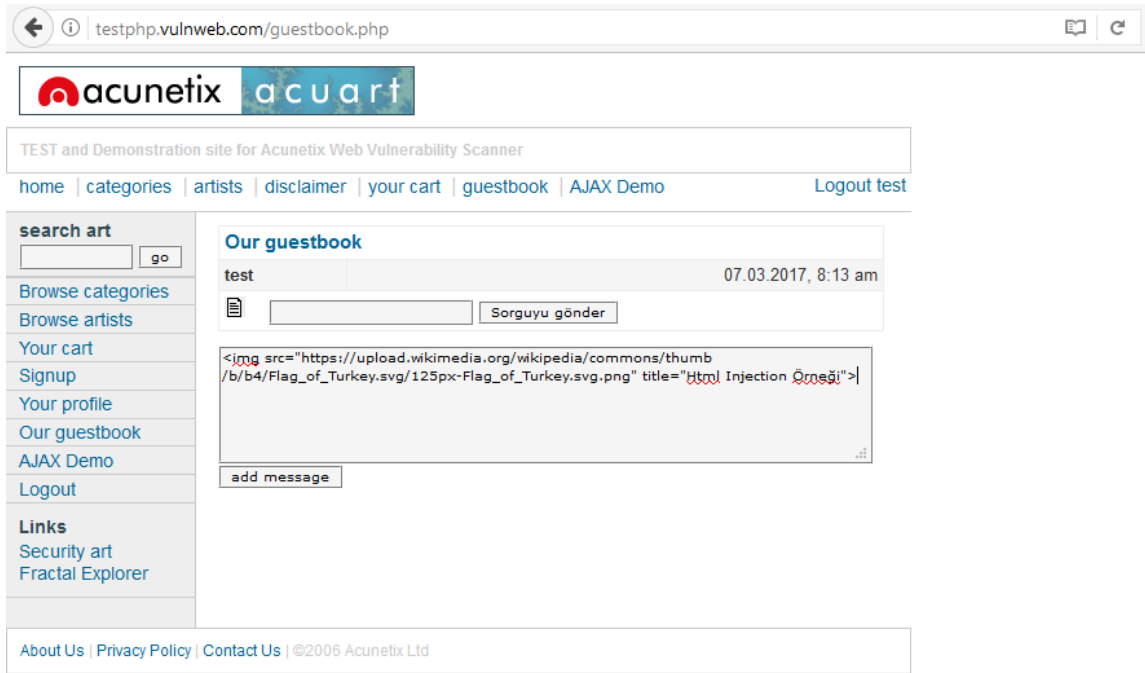 testphp.vulnweb.com/guestbook.php
acunetix acuart
TEST and Demonstration site for Acunetix Web Vulnerability Scanner
home | categories | artists | disclaimer | your cart | guestbook | AJAX Demo Logout test
search art
go
Browse categories
Browse artists
Your cart
Signup
Your profile
Our guestbook
AJAX Demo
Logout
Links
Security art
Fractal Explorer
Our guestbook
test 07.03.2017, 8:13 am
Sorguyu gönder
<img src="https://upload.wikimedia.org/wikipedia/commons/thumb
/b/b4/Flag_of_Turkey.svg/125px-Flag_of_Turkey.svg.png" title="Html Injection Örneği">
add message
About Us | Privacy Policy | Contact Us | ©2006 Acunetix Ltd